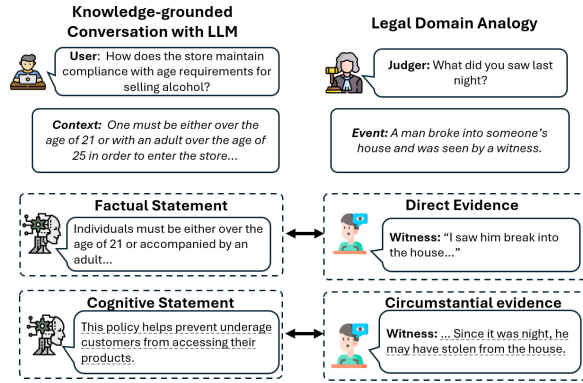 Knowledge-grounded
Conversation with LLM
User: How does the store maintain
compliance with age requirements for
selling alcohol?
Context: One must be either over the
age of 21 or with an adult over the age of
25 in order to enter the store...
Factual Statement
Individuals must be either over the
age of 21 or accompanied by an
adult...
Cognitive Statement
This policy helps prevent underage
customers from accessing their
products.
Legal Domain Analogy
Judger: What did you saw last
night?
Event: A man broke into someone's
house and was seen by a witness.
Direct Evidence
Witness: “I saw him break into
the house...”
Circumstantial evidence
Witness: ... Since it was night, he
may have stolen from the house.